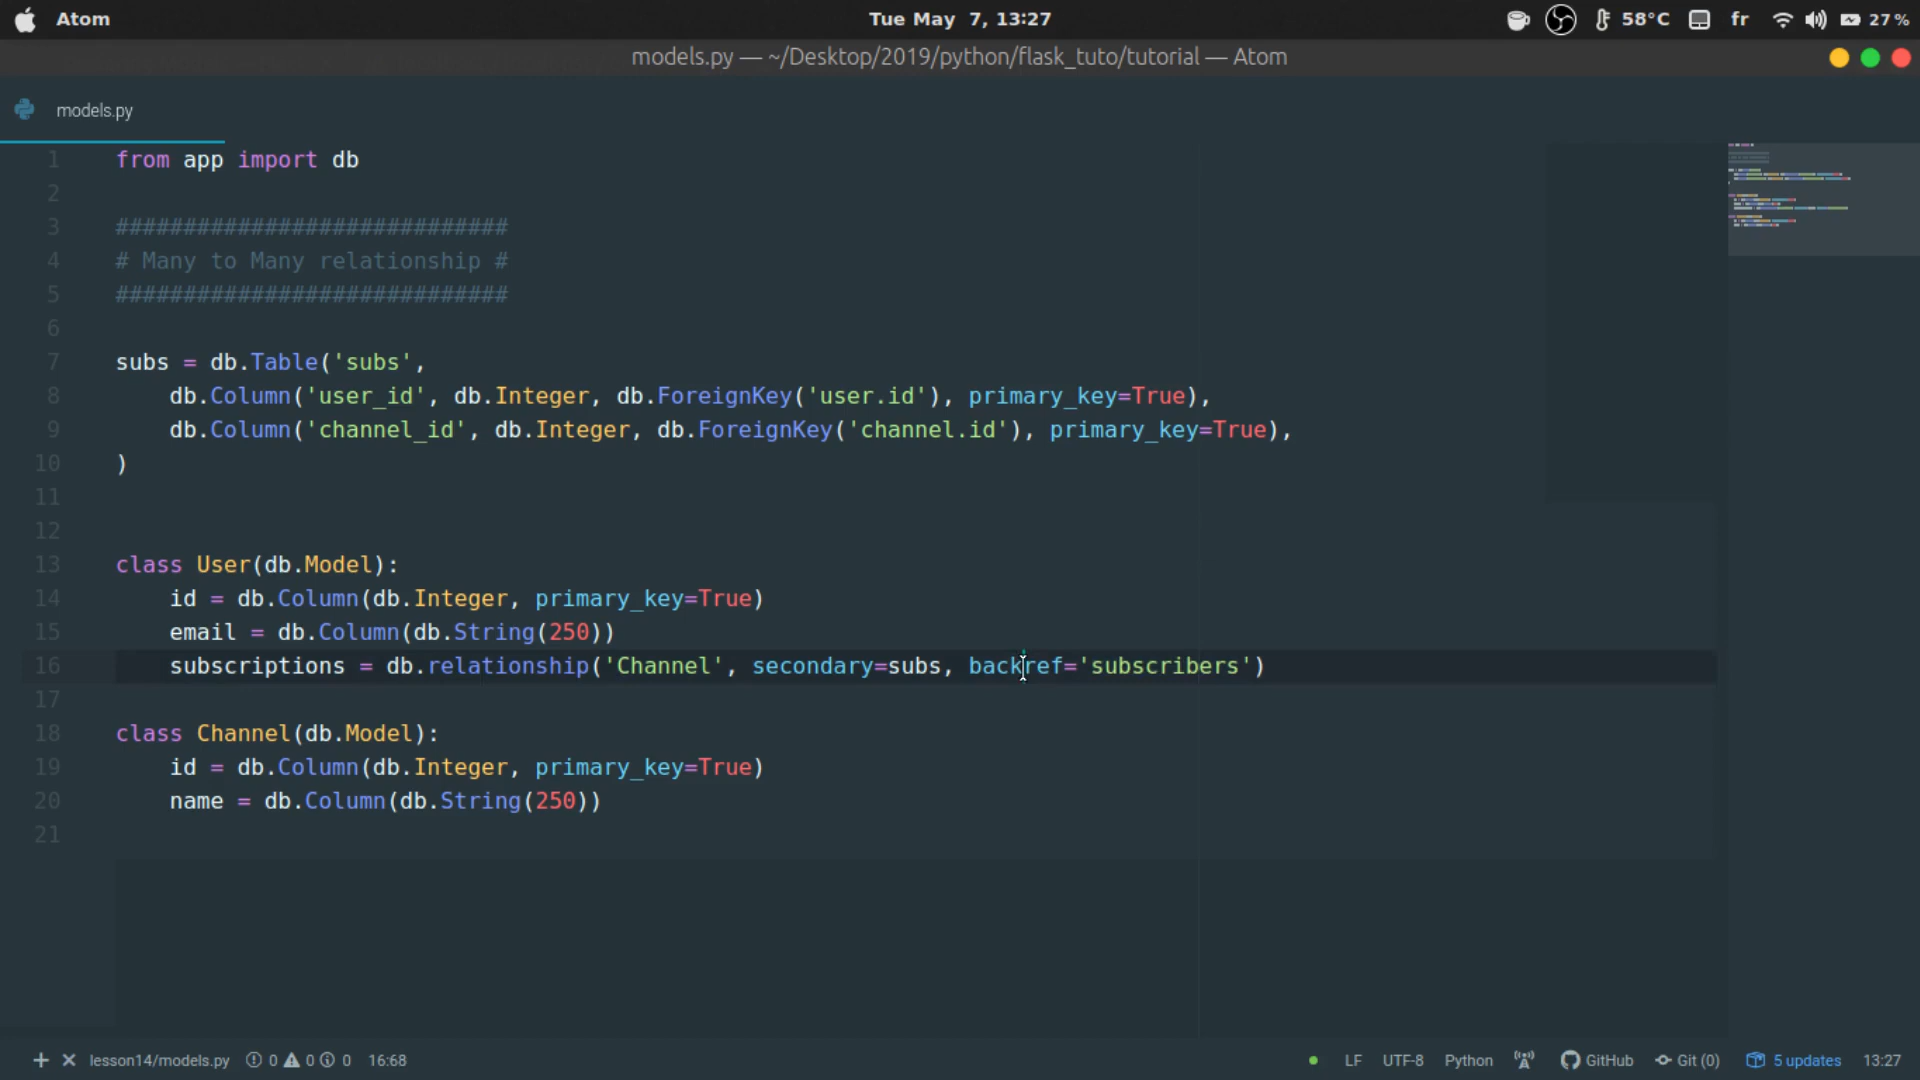 Atom Tue May 7, 13:27 58°C fr 27%
models.py — ~/Desktop/2019/python/flask_tuto/tutorial — Atom
models.py
1 from app import db
2
3 #############################
4 # Many to Many relationship #
5 #############################
6
7 subs = db.Table('subs',
8 db.Column('user_id', db.Integer, db.ForeignKey('user.id'), primary_key=True),
9 db.Column('channel_id', db.Integer, db.ForeignKey('channel.id'), primary_key=True),
10 )
11
12
13 class User(db.Model):
14 id = db.Column(db.Integer, primary_key=True)
15 email = db.Column(db.String(250))
16 subscriptions = db.relationship('Channel', secondary=subs, backref='subscribers')
17
18 class Channel(db.Model):
19 id = db.Column(db.Integer, primary_key=True)
20 name = db.Column(db.String(250))
21
lesson14/models.py 0 0 0 16:68 LF UTF-8 Python GitHub Git (0) 5 updates 13:27